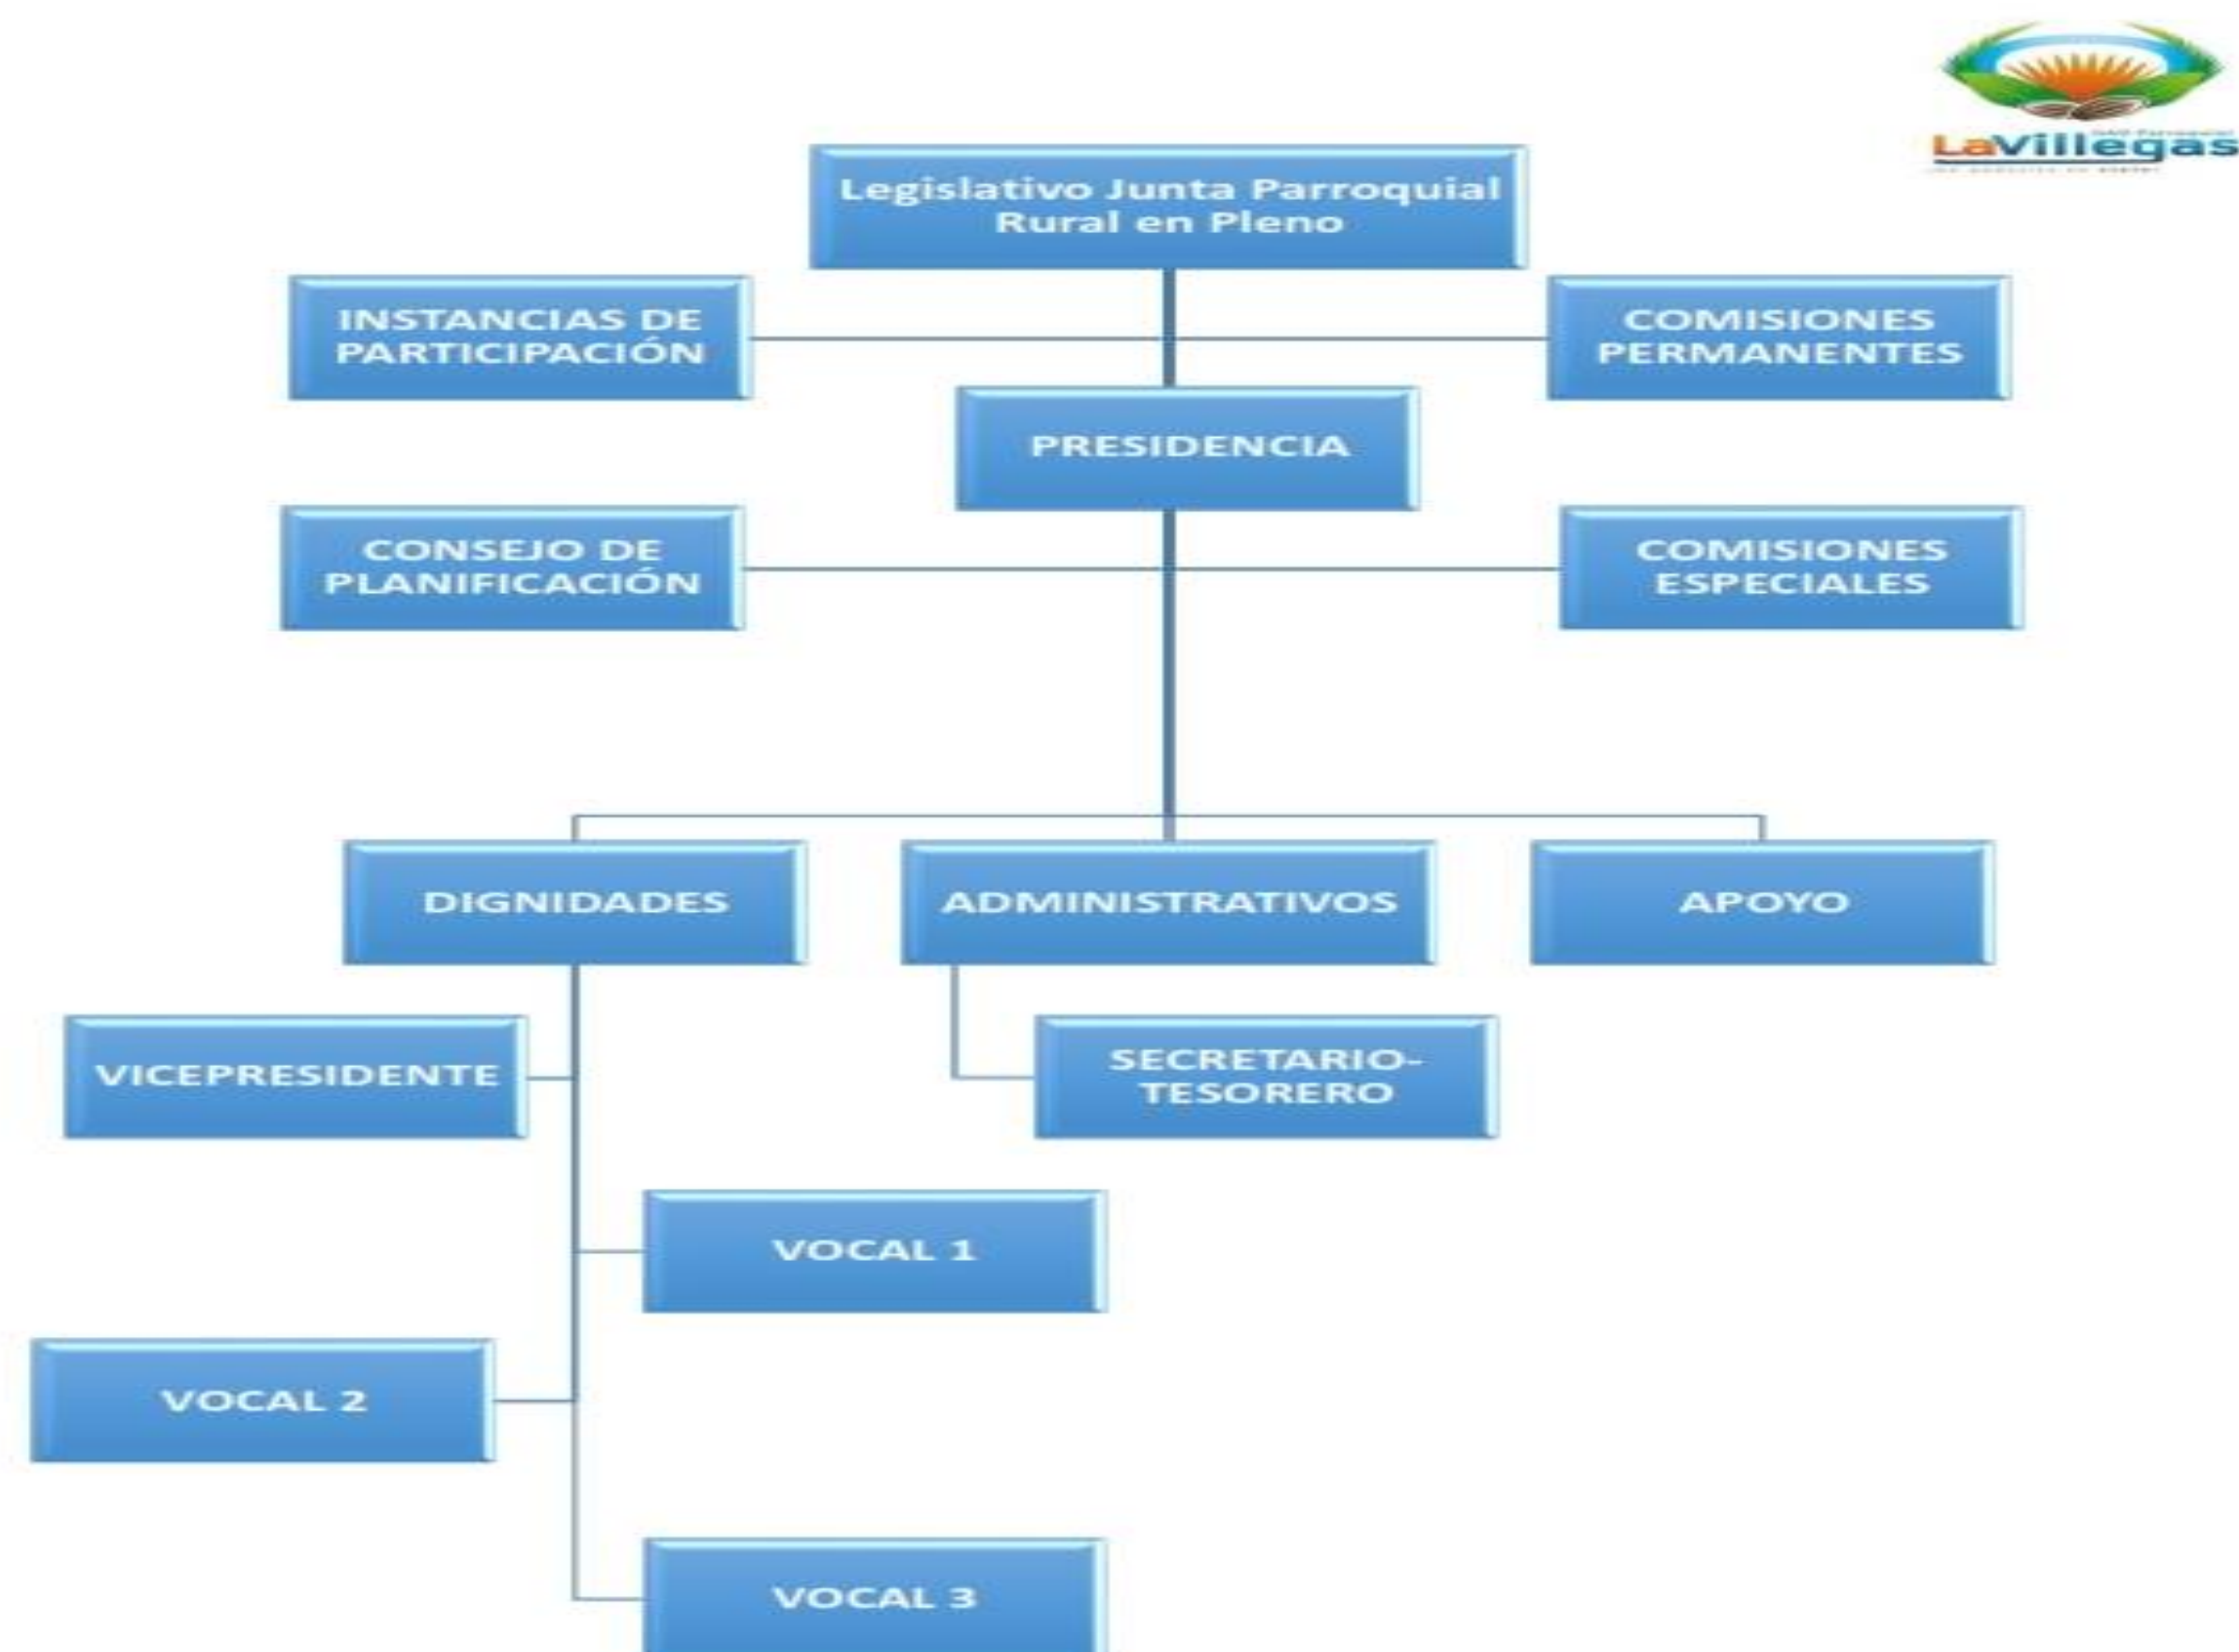 LaVillegas
Legislativo Junta Parroquial
Rural en Pleno
INSTANCIAS DE
PARTICIPACIÓN
COMISIONES
PERMANENTES
PRESIDENCIA
CONSEJO DE
PLANIFICACIÓN
COMISIONES
ESPECIALES
DIGNIDADES
ADMINISTRATIVOS
APOYO
VICEPRESIDENTE
SECRETARIO-
TESORERO
VOCAL 1
VOCAL 2
VOCAL 3